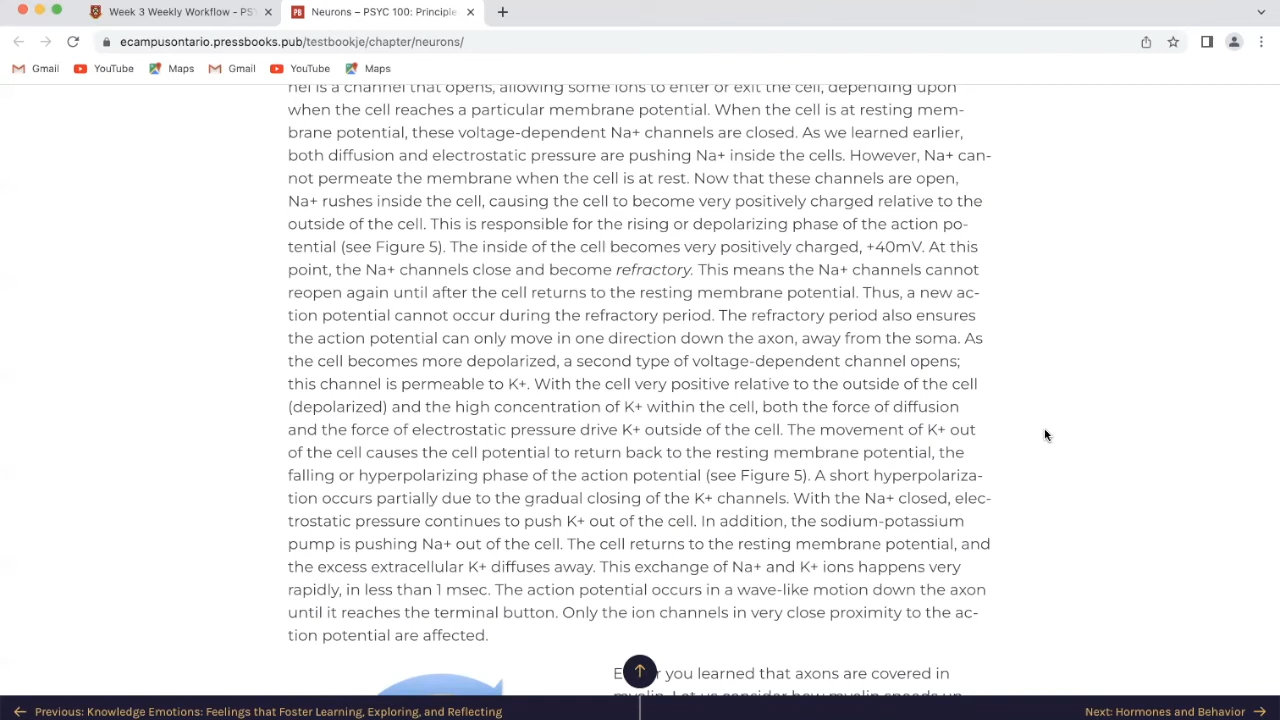 Week 3 Weekly Workflow - PSY
Neurons – PSYC 100: Principle
ecampusontario.pressbooks.pub/testbookje/chapter/neurons/
Gmail YouTube Maps Gmail YouTube Maps
nel is a channel that opens, allowing some ions to enter or exit the cell, depending upon
when the cell reaches a particular membrane potential. When the cell is at resting mem-
brane potential, these voltage-dependent Na+ channels are closed. As we learned earlier,
both diffusion and electrostatic pressure are pushing Na+ inside the cells. However, Na+ can-
not permeate the membrane when the cell is at rest. Now that these channels are open,
Na+ rushes inside the cell, causing the cell to become very positively charged relative to the
outside of the cell. This is responsible for the rising or depolarizing phase of the action po-
tential (see Figure 5). The inside of the cell becomes very positively charged, +40mV. At this
point, the Na+ channels close and become refractory. This means the Na+ channels cannot
reopen again until after the cell returns to the resting membrane potential. Thus, a new ac-
tion potential cannot occur during the refractory period. The refractory period also ensures
the action potential can only move in one direction down the axon, away from the soma. As
the cell becomes more depolarized, a second type of voltage-dependent channel opens;
this channel is permeable to K+. With the cell very positive relative to the outside of the cell
(depolarized) and the high concentration of K+ within the cell, both the force of diffusion
and the force of electrostatic pressure drive K+ outside of the cell. The movement of K+ out
of the cell causes the cell potential to return back to the resting membrane potential, the
falling or hyperpolarizing phase of the action potential (see Figure 5). A short hyperpolariza-
tion occurs partially due to the gradual closing of the K+ channels. With the Na+ closed, elec-
trostatic pressure continues to push K+ out of the cell. In addition, the sodium-potassium
pump is pushing Na+ out of the cell. The cell returns to the resting membrane potential, and
the excess extracellular K+ diffuses away. This exchange of Na+ and K+ ions happens very
rapidly, in less than 1 msec. The action potential occurs in a wave-like motion down the axon
until it reaches the terminal button. Only the ion channels in very close proximity to the ac-
tion potential are affected.
you learned that axons are covered in
Previous: Knowledge Emotions: Feelings that Foster Learning, Exploring, and Reflecting
Next: Hormones and Behavior